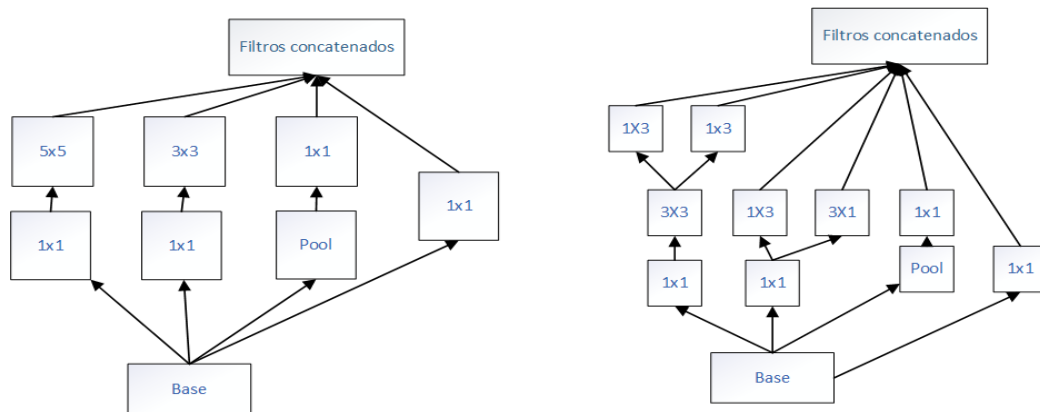 Filtros concatenados
5x5
3x3
1x1
1x1
1x1
1x1
Pool
Base
Filtros concatenados
1X3
1x3
3X3
1X3
3X1
1x1
1x1
1x1
Pool
1x1
Base